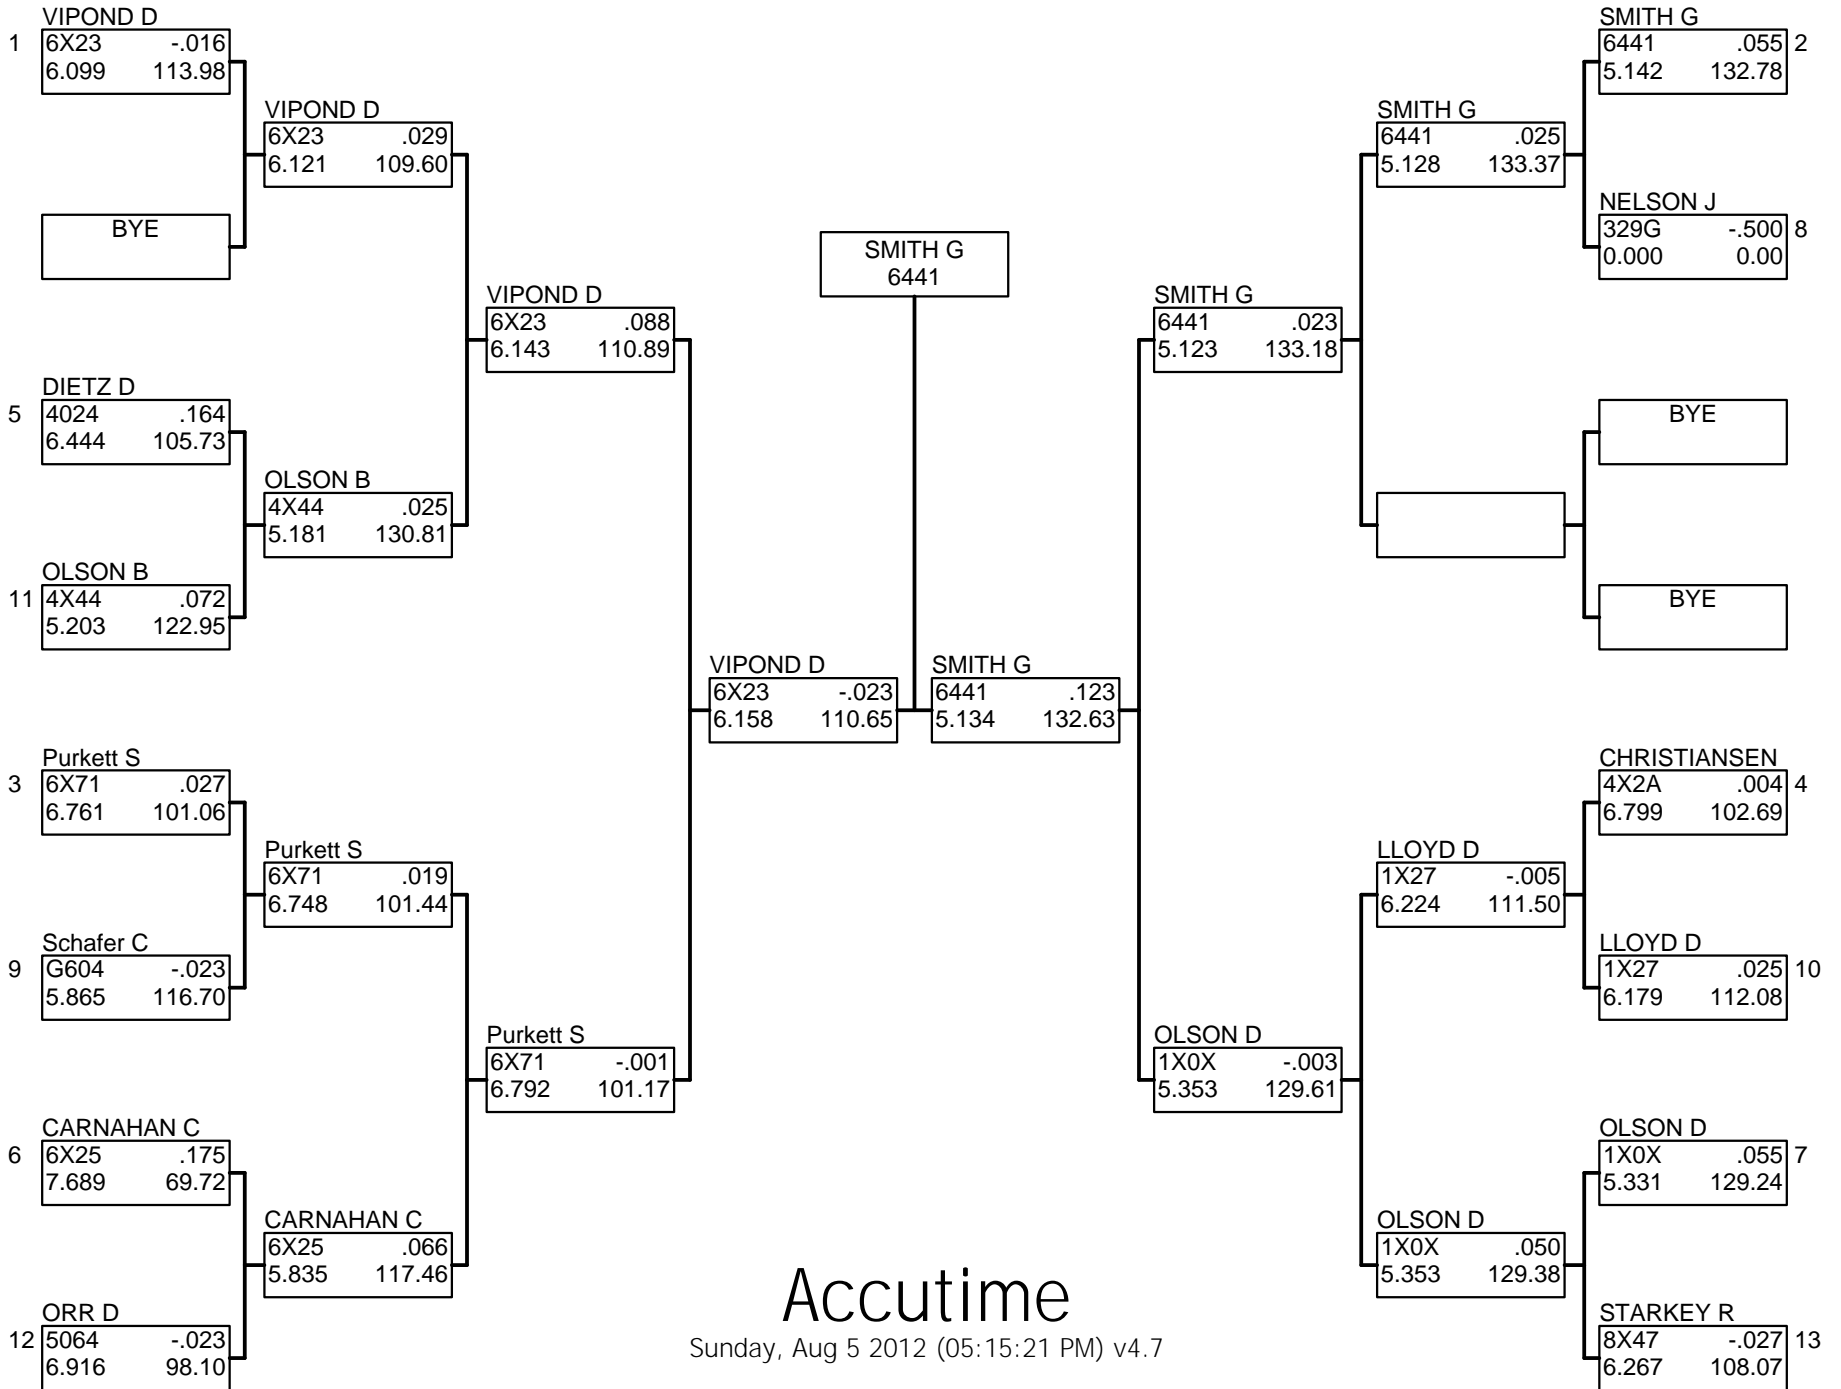 VIPOND D
1 6X23 -.016
6.099 113.98
BYE
DIETZ D
5 4024 .164
6.444 105.73
OLSON B
11 4X44 .072
5.203 122.95
Purkett S
3 6X71 .027
6.761 101.06
Schafer C
9 G604 -.023
5.865 116.70
CARNAHAN C
6 6X25 .175
7.689 69.72
ORR D
12 5064 -.023
6.916 98.10
VIPOND D
6X23 .029
6.121 109.60
OLSON B
4X44 .025
5.181 130.81
Purkett S
6X71 .019
6.748 101.44
CARNAHAN C
6X25 .066
5.835 117.46
VIPOND D
6X23 .088
6.143 110.89
Purkett S
6X71 -.001
6.792 101.17
VIPOND D
6X23 -.023
6.158 110.65
SMITH G
6441
SMITH G
6441 .123
5.134 132.63
SMITH G
6441 .023
5.123 133.18
OLSON D
1X0X -.003
5.353 129.61
SMITH G
6441 .025
5.128 133.37
LLOYD D
1X27 -.005
6.224 111.50
OLSON D
1X0X .050
5.353 129.38
SMITH G
6441 .055 2
5.142 132.78
NELSON J
329G -.500 8
0.000 0.00
BYE
BYE
CHRISTIANSEN
4X2A .004 4
6.799 102.69
LLOYD D
1X27 .025 10
6.179 112.08
OLSON D
1X0X .055 7
5.331 129.24
STARKEY R
8X47 -.027 13
6.267 108.07
Accutime
Sunday, Aug 5 2012 (05:15:21 PM) v4.7